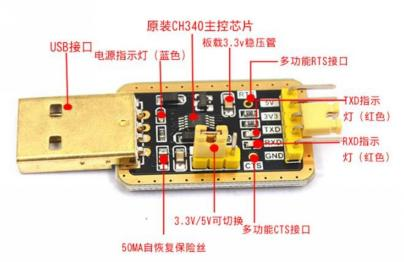 原装CH340主控芯片
板载3.3v稳压管
USB接口
电源指示灯（蓝色）
多功能RTS接口
RTS
5V
TXD指示
灯（红色）
3V3
TXD
RXD
RXD指示
灯（红色）
GND
CTS
多功能CTS接口
3.3V/5V可切换
50MA自恢复保险丝